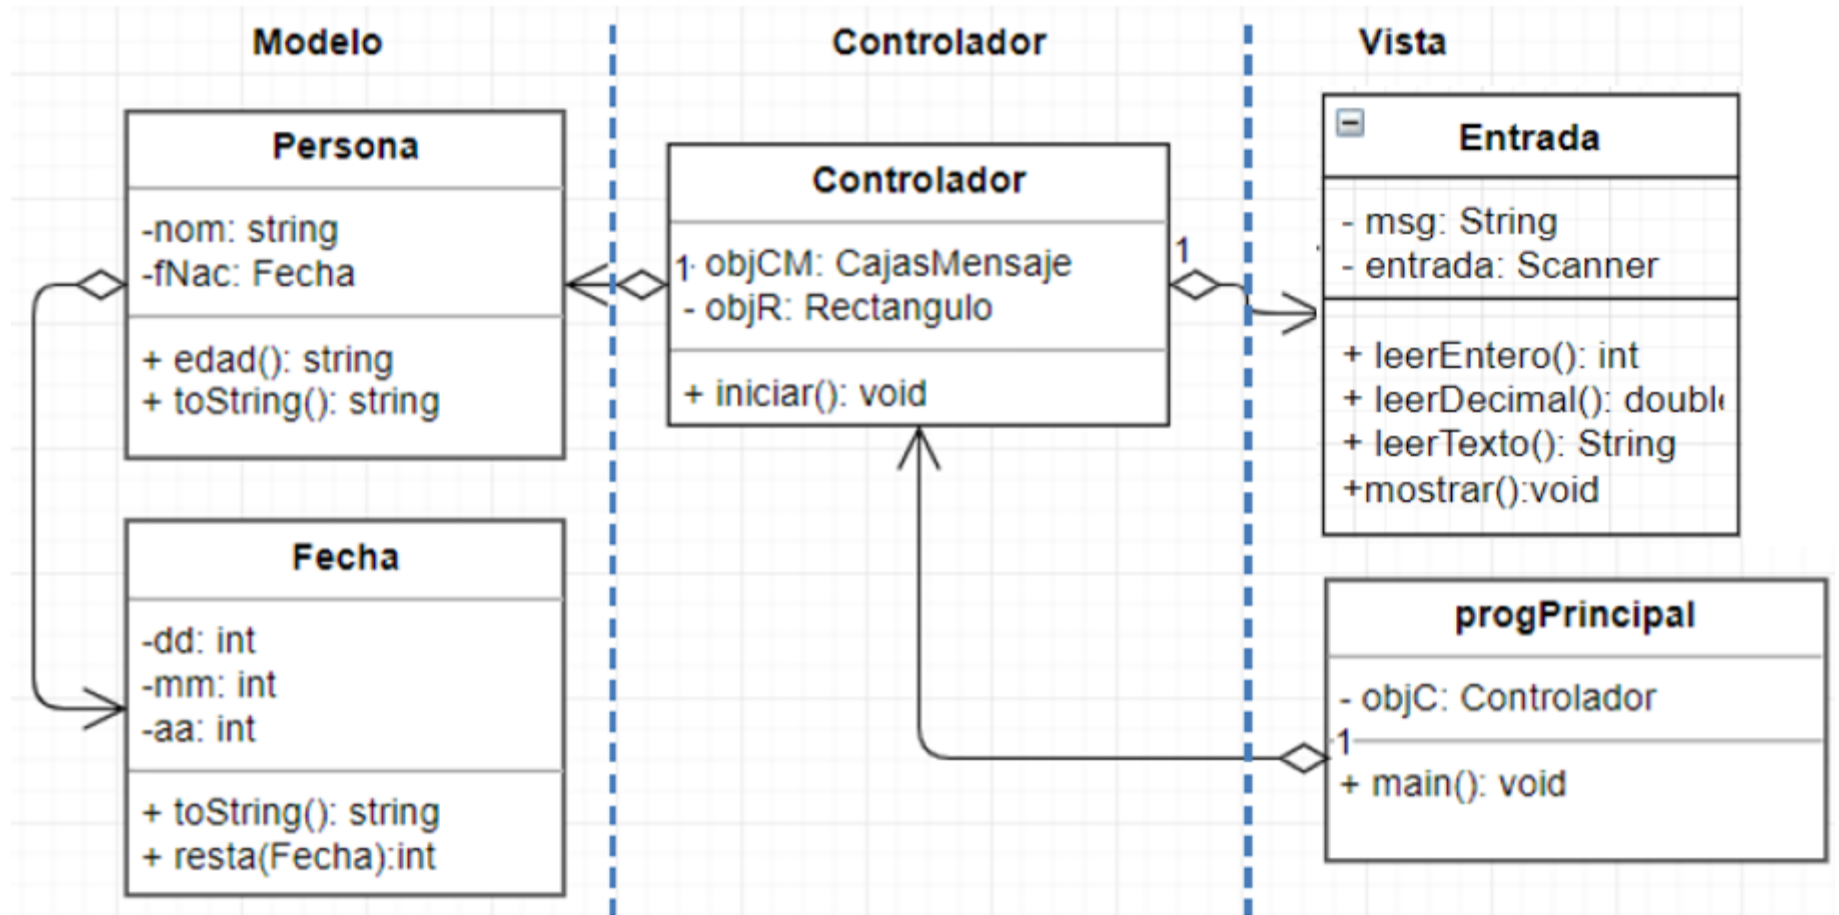 Modelo
Controlador
Vista
Persona
-nom: string
-fNac: Fecha
+ edad(): string
+ toString(): string
Fecha
-dd: int
-mm: int
-aa: int
+ toString(): string
+ resta(Fecha):int
Controlador
1
- objCM: CajasMensaje
- objR: Rectangulo
+ iniciar(): void
1
Entrada
- msg: String
- entrada: Scanner
+ leerEntero(): int
+ leerDecimal():
+ leerTexto(): String
+mostrar():void
progPrincipal
- objC: Controlador
1
+ main(): void